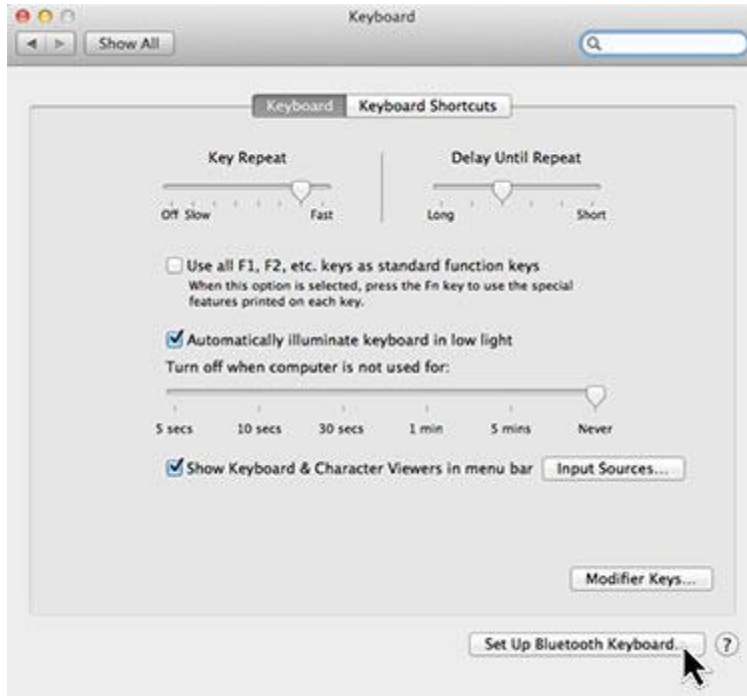 Keyboard
Show All
Keyboard Keyboard Shortcuts
Key Repeat Delay Until Repeat
Off Slow Fast Long Short
Use all F1, F2, etc. keys as standard function keys
When this option is selected, press the Fn key to use the special
features printed on each key.
Automatically illuminate keyboard in low light
Turn off when computer is not used for:
5 secs 10 secs 30 secs 1 min 5 mins Never
Show Keyboard & Character Viewers in menu bar Input Sources...
Modifier Keys...
Set Up Bluetooth Keyboard... ?